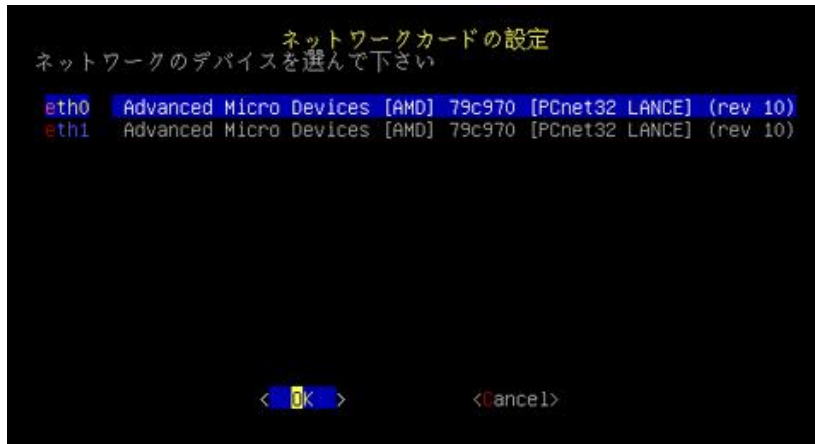 ネットワークカードの設定
ネットワークのデバイスを選んで下さい
eth0 Advanced Micro Devices [AMD] 79c970 [PCnet32 LANCE] (rev 10)
eth1 Advanced Micro Devices [AMD] 79c970 [PCnet32 LANCE] (rev 10)
< OK > <Cancel>